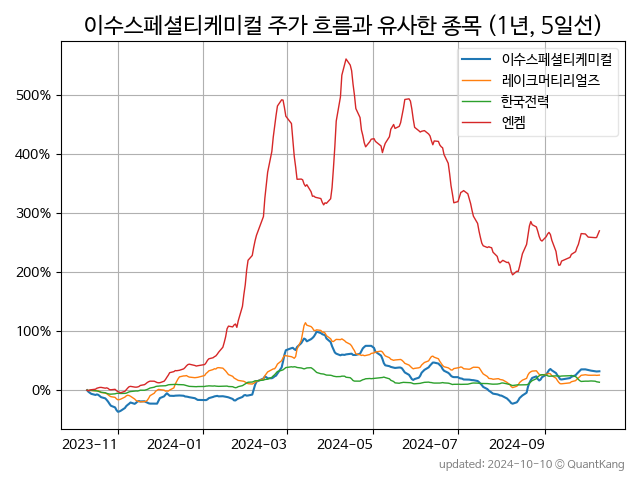 이수스페셜티케미컬 주가 흐름과 유사한 종목 (1년, 5일선)
이수스페셜티케미컬
레이크머티리얼즈
한국전력
엔켐
500%
400%
300%
200%
100%
0%
2023-11 2024-01 2024-03 2024-05 2024-07 2024-09
updated: 2024-10-10 © QuantKang